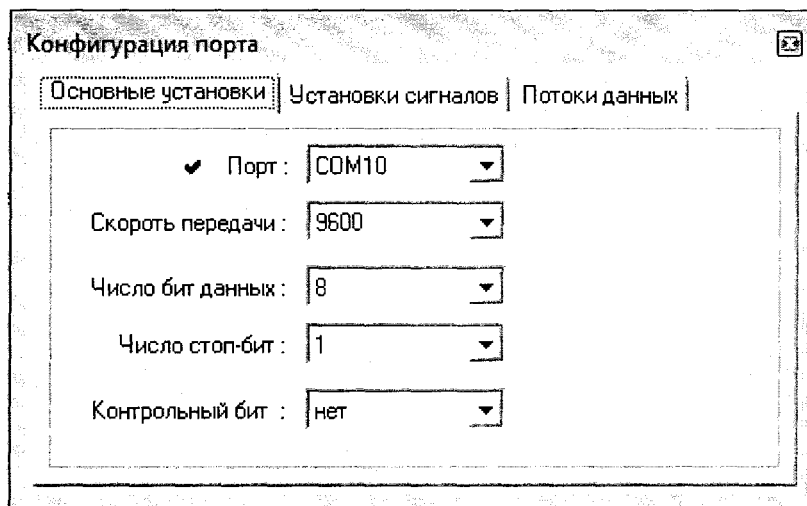 Конфигурация порта
Основные установки Установки сигналов Потоки данных
Порт : COM10
Скороть передачи : 9600
Число бит данных : 8
Число стоп-бит : 1
Контрольный бит : нет